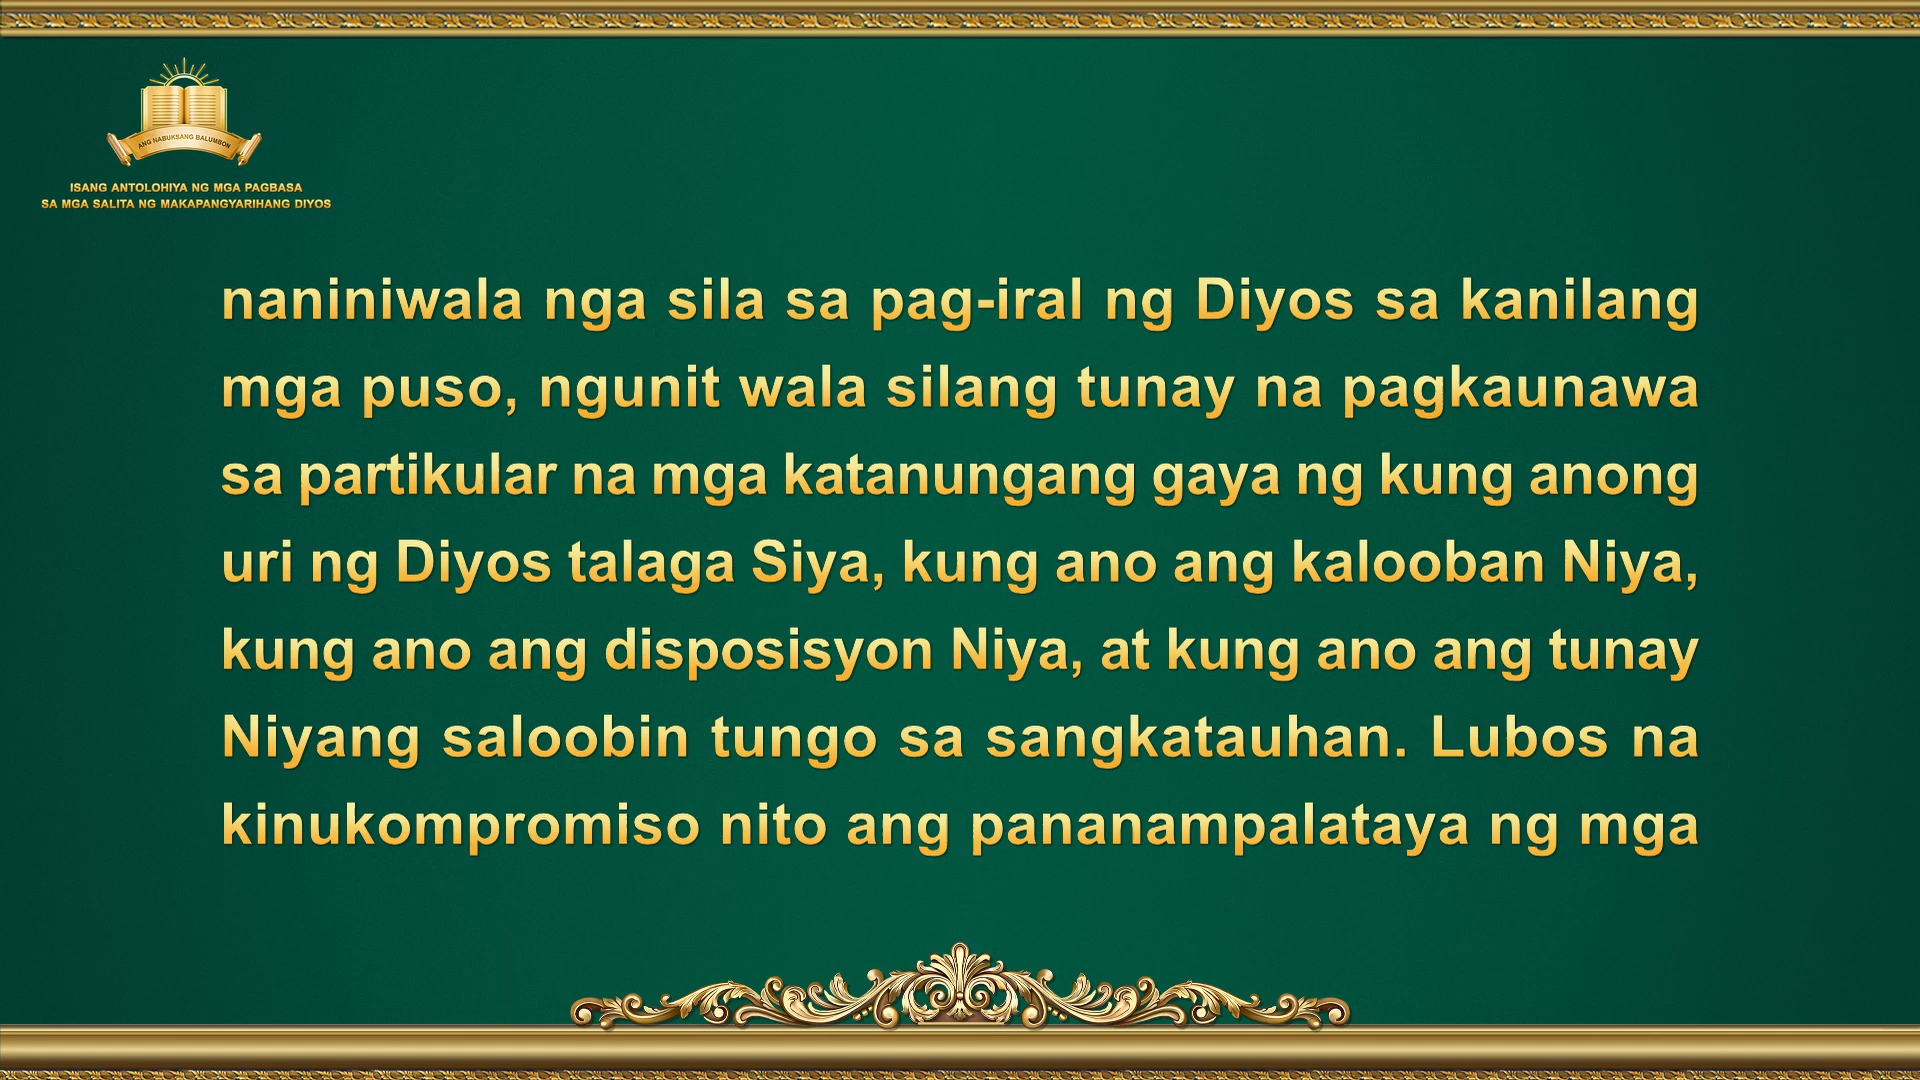 ANG NABUKSANG BALUMBON
ISANG ANTOLOHIYA NG MGA PAGBASA
SA MGA SALITA NG MAKAPANGYARIHANG DIYOS
naniniwala nga sila sa pag-iral ng Diyos sa kanilang
mga puso, ngunit wala silang tunay na pagkaunawa
sa partikular na mga katanungang gaya ng kung anong
uri ng Diyos talaga Siya, kung ano ang kalooban Niya,
kung ano ang disposisyon Niya, at kung ano ang tunay
Niyang saloobin tungo sa sangkatauhan. Lubos na
kinukompromiso nito ang pananampalataya ng mga